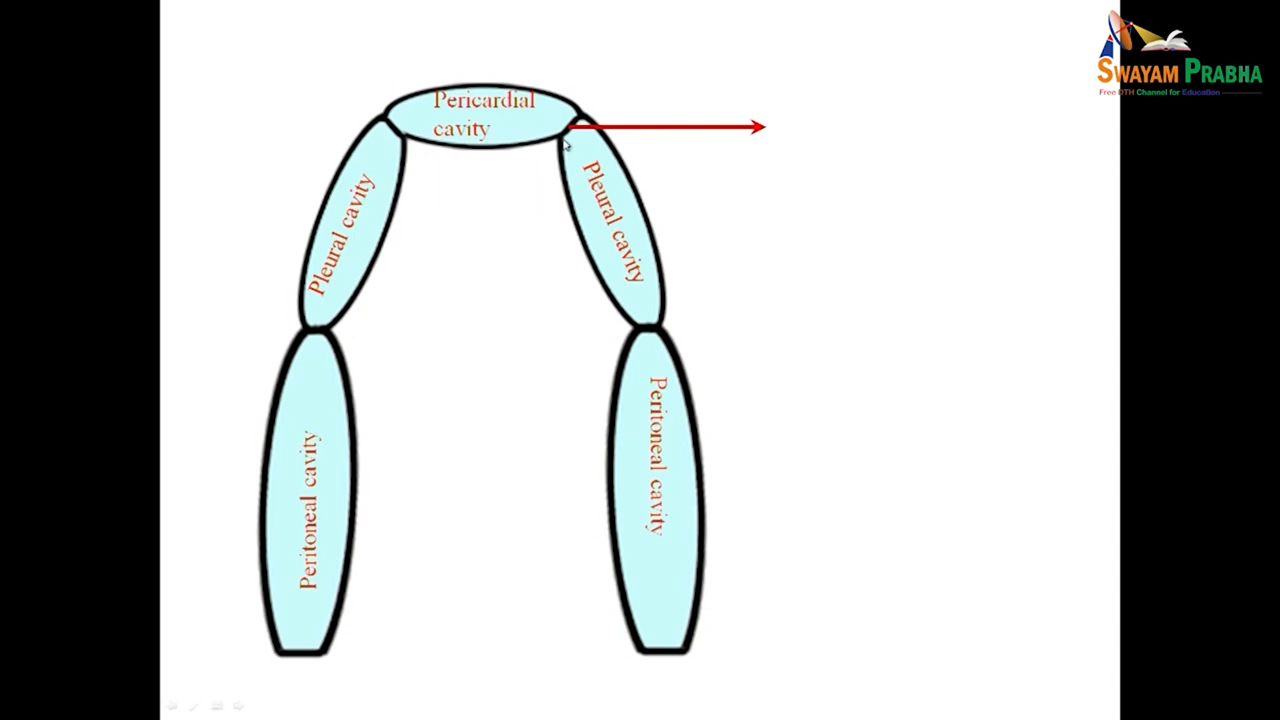 SWAYAM PRABHA
Free DTH Channel for Education
Pericardial
cavity
Pleural cavity
Pleural cavity
Peritoneal cavity
Peritoneal cavity